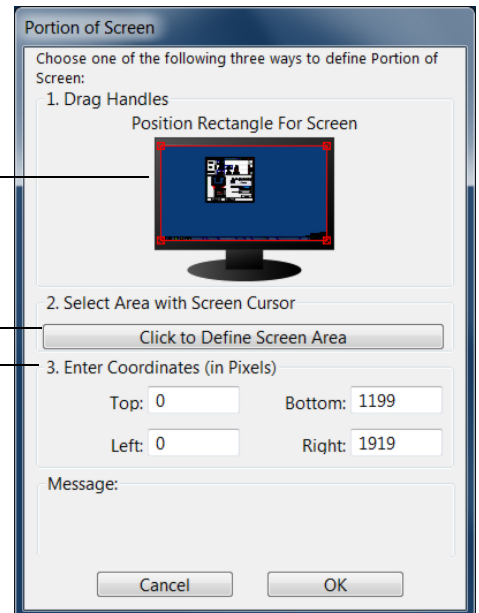 Portion of Screen
Choose one of the following three ways to define Portion of
Screen:
1. Drag Handles
Position Rectangle For Screen
2. Select Area with Screen Cursor
Click to Define Screen Area
3. Enter Coordinates (in Pixels)
Top: 0 Bottom: 1199
Left: 0 Right: 1919
Message:
Cancel OK